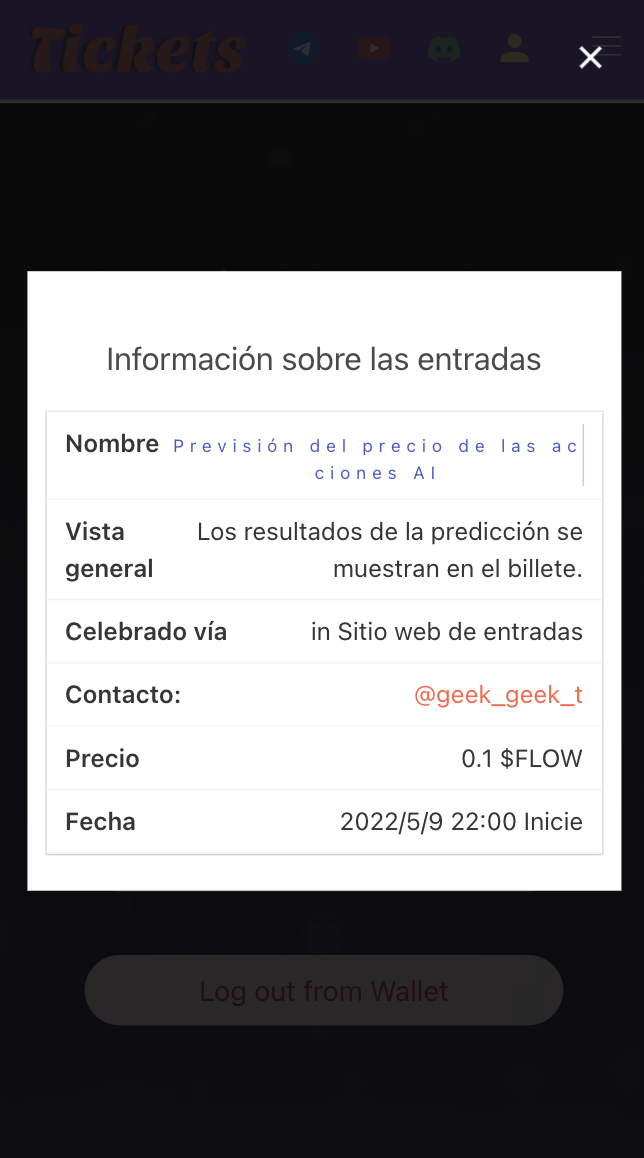 Tickets
Información sobre las entradas
Nombre Previsión del precio de las ac
ciones AI
Vista Los resultados de la predicción se
general muestran en el billete.
Celebrado vía in Sitio web de entradas
Contacto: @geek_geek_t
Precio 0.1 $FLOW
Fecha 2022/5/9 22:00 Inicie
Log out from Wallet